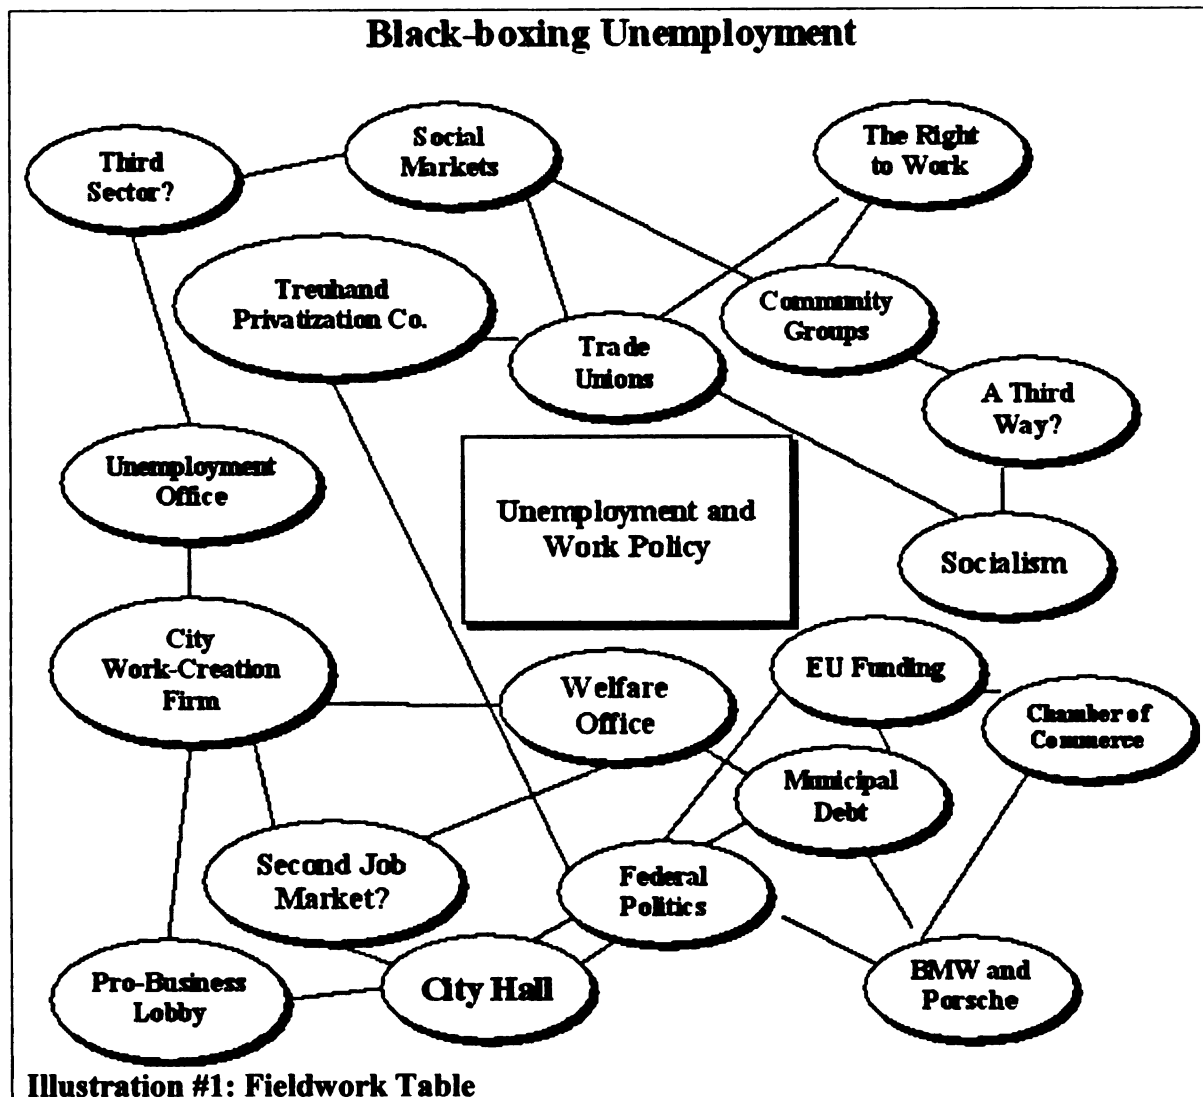 Black-boxing Unemployment
Social
Markets
The Right
to Work
Third
Sector?
Treuhand
Privatization Co.
Community
Groups
Trade
Unions
A Third
Way?
Unemployment
Office
Unemployment and
Work Policy
Socialism
City
Work-Creation
Firm
Welfare
Office
EU Funding
Chamber of
Commerce
Municipal
Debt
Second Job
Market?
Federal
Politics
Pro-Business
Lobby
City Hall
BMW and
Porsche
Illustration #1: Fieldwork Table